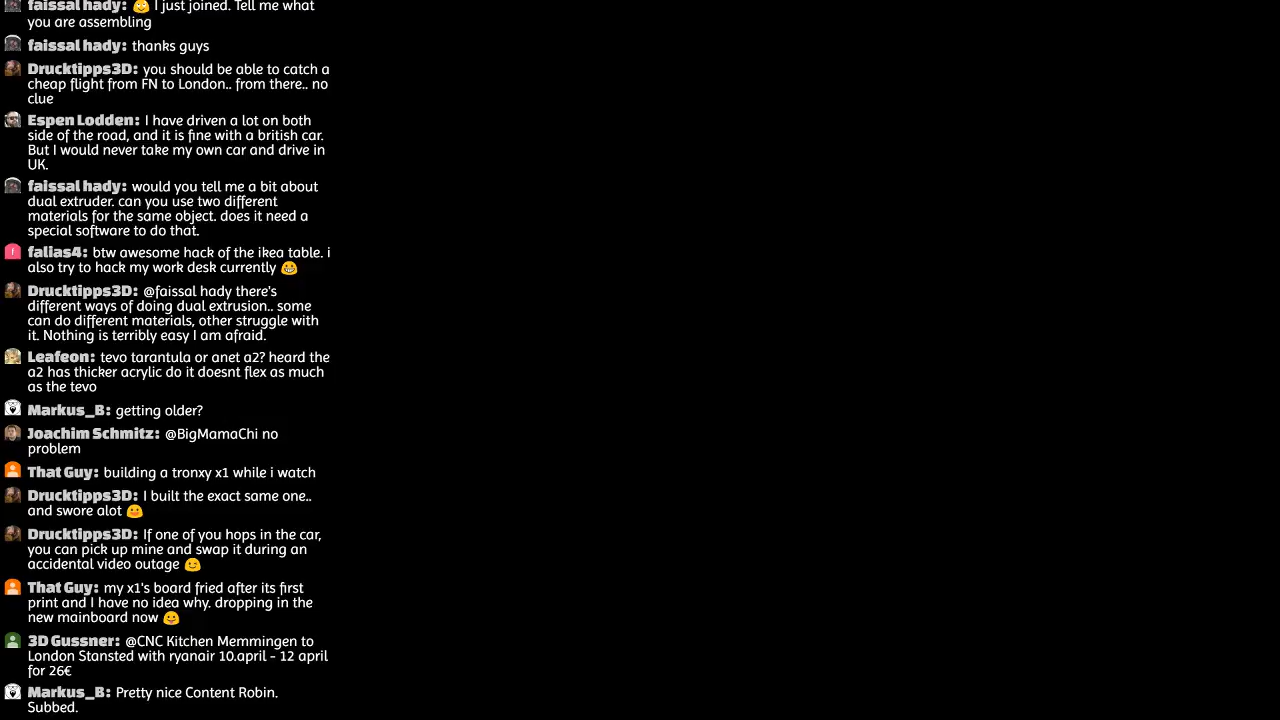 faissal hady: I just joined. Tell me what
you are assembling
faissal hady: thanks guys
Drucktipps3D: you should be able to catch a
cheap flight from FN to London.. from there.. no
clue
Espen Lodden: I have driven a lot on both
side of the road, and it is fine with a british car.
But I would never take my own car and drive in
UK.
faissal hady: would you tell me a bit about
dual extruder. can you use two different
materials for the same object. does it need a
special software to do that.
falias4: btw awesome hack of the ikea table. i
also try to hack my work desk currently 😁
Drucktipps3D: @faissal hady there's
different ways of doing dual extrusion.. some
can do different materials, other struggle with
it. Nothing is terribly easy I am afraid.
Leafeon: tevo tarantula or anet a2? heard the
a2 has thicker acrylic do it doesnt flex as much
as the tevo
Markus_B: getting older?
Joachim Schmitz: @BigMamaChi no
problem
That Guy: building a tronxy x1 while i watch
Drucktipps3D: I built the exact same one..
and swore alot 😀
Drucktipps3D: If one of you hops in the car,
you can pick up mine and swap it during an
accidental video outage 😉
That Guy: my x1's board fried after its first
print and I have no idea why. dropping in the
new mainboard now 😀
3D Gussner: @CNC Kitchen Memmingen to
London Stansted with ryanair 10.april - 12 april
for 26€
Markus_B: Pretty nice Content Robin.
Subbed.